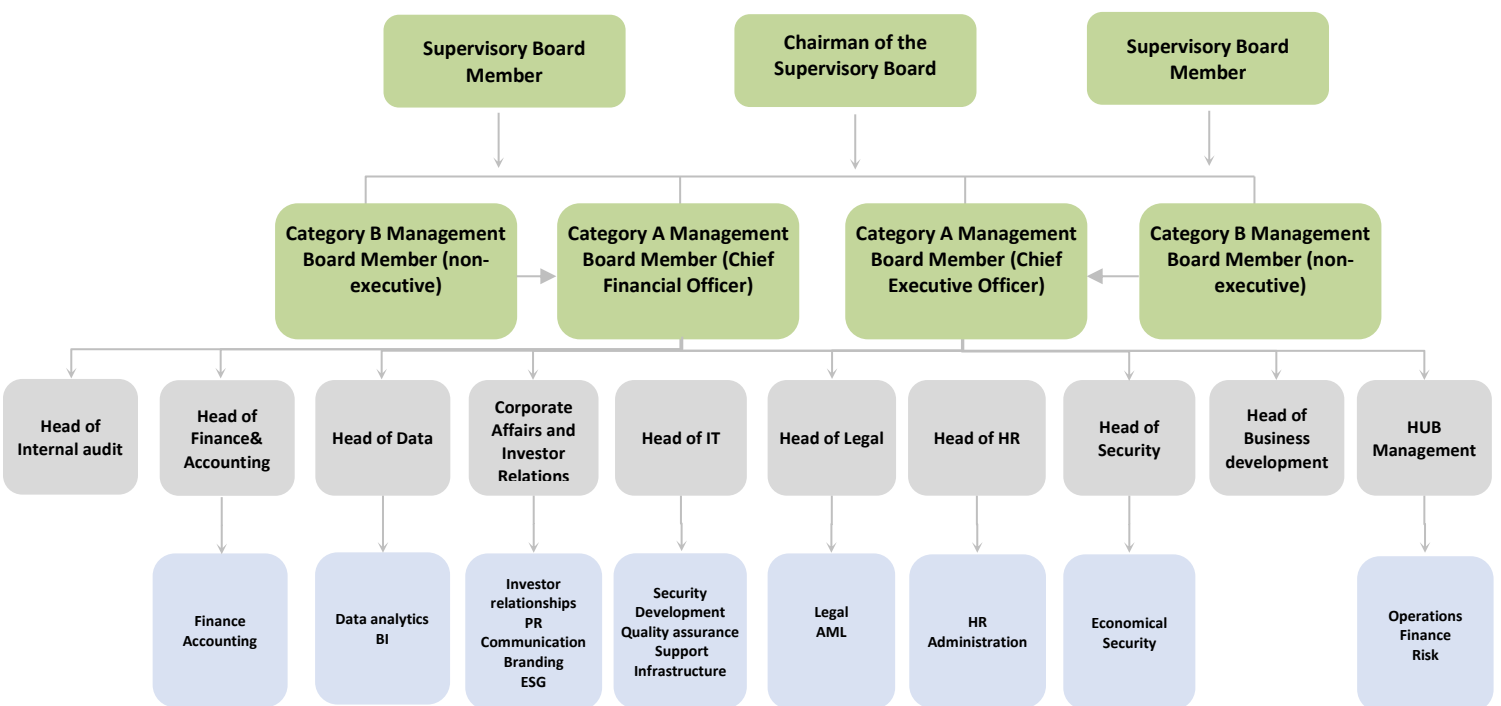 Supervisory Board
Member
Chairman of the
Supervisory Board
Supervisory Board
Member
Category B Management
Board Member (non-
executive)
Category A Management
Board Member (Chief
Financial Officer)
Category A Management
Board Member (Chief
Executive Officer)
Category B Management
Board Member (non-
executive)
Head of
Internal audit
Head of
Finance&
Accounting
Head of Data
Corporate
Affairs and
Investor
Relations
Head of IT
Head of Legal
Head of HR
Head of
Security
Head of
Business
development
HUB
Management
Finance
Accounting
Data analytics
BI
Investor
relationships
PR
Communication
Branding
ESG
Security
Development
Quality assurance
Support
Infrastructure
Legal
AML
HR
Administration
Economical
Security
Operations
Finance
Risk